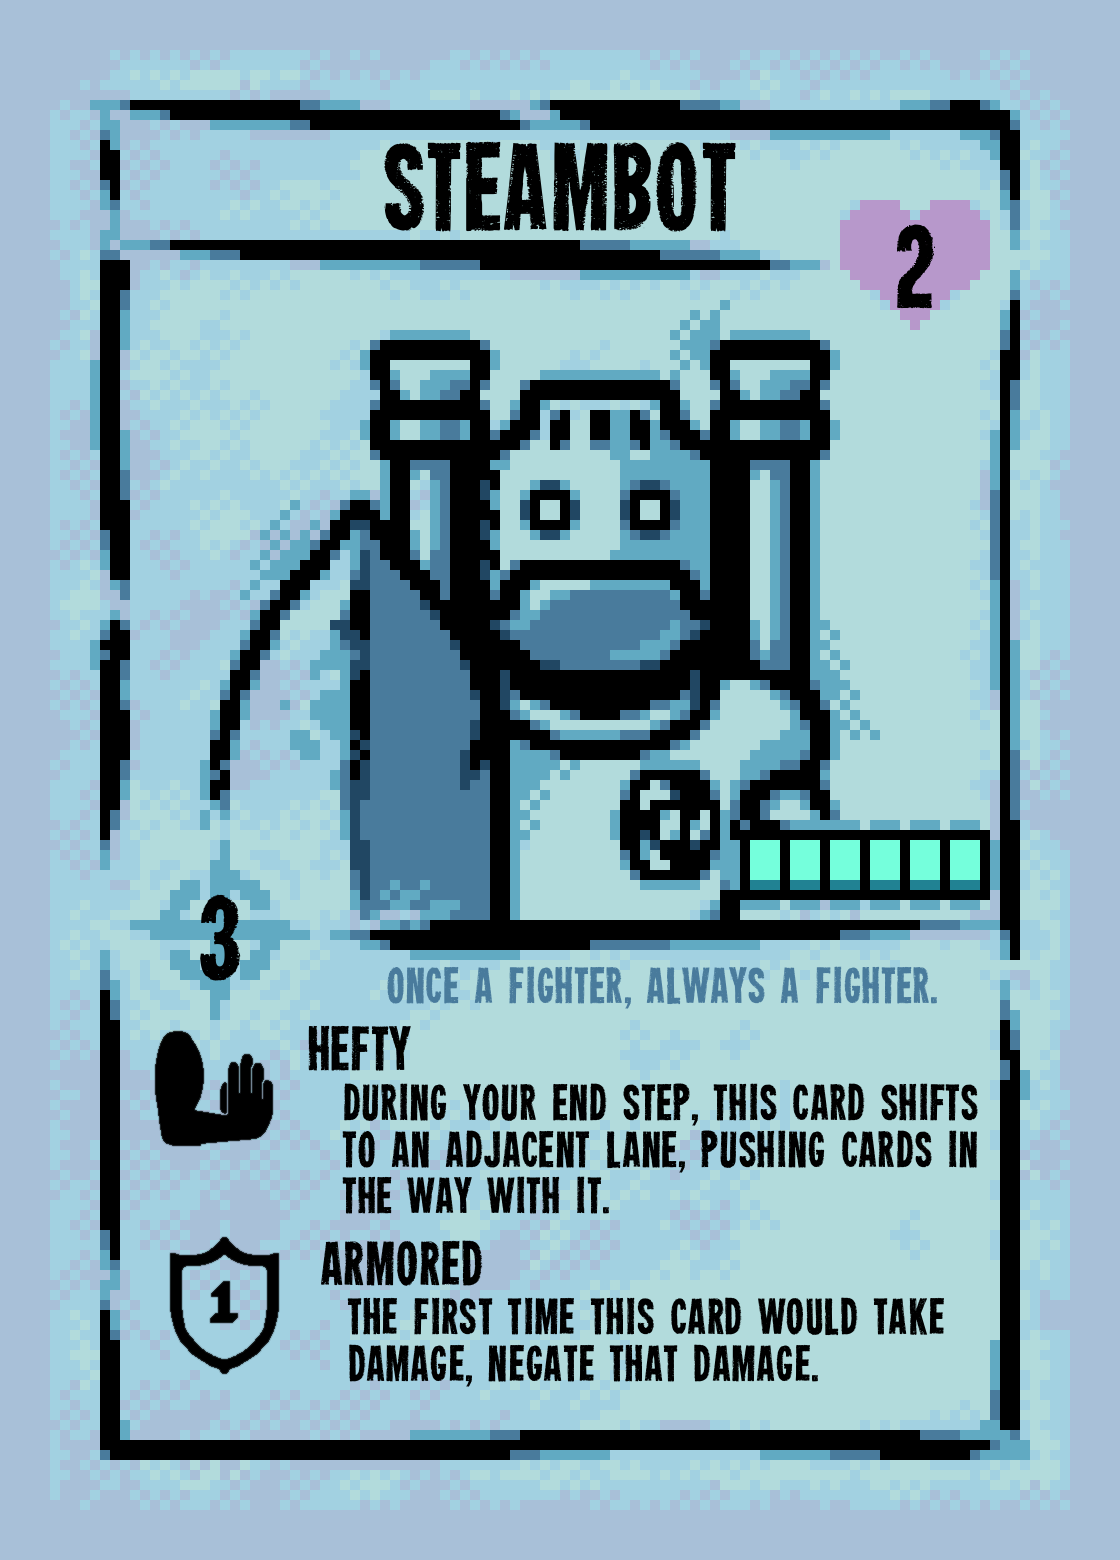 STEAMBOT
2
3
ONCE A FIGHTER, ALWAYS A FIGHTER.
HEFTY
DURING YOUR END STEP, THIS CARD SHIFTS
TO AN ADJACENT LANE, PUSHING CARDS IN
THE WAY WITH IT.
ARMORED
1
THE FIRST TIME THIS CARD WOULD TAKE
DAMAGE, NEGATE THAT DAMAGE.